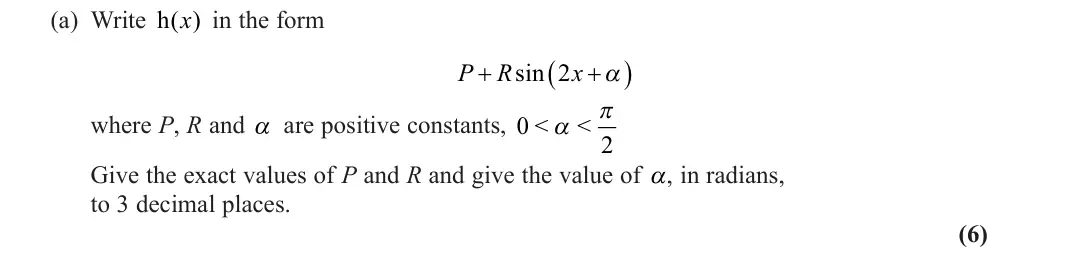 (a) Write h(x) in the form
P + R sin(2x + α)
where P, R and α are positive constants, 0 < α < π/2
Give the exact values of P and R and give the value of α, in radians,
to 3 decimal places.
(6)